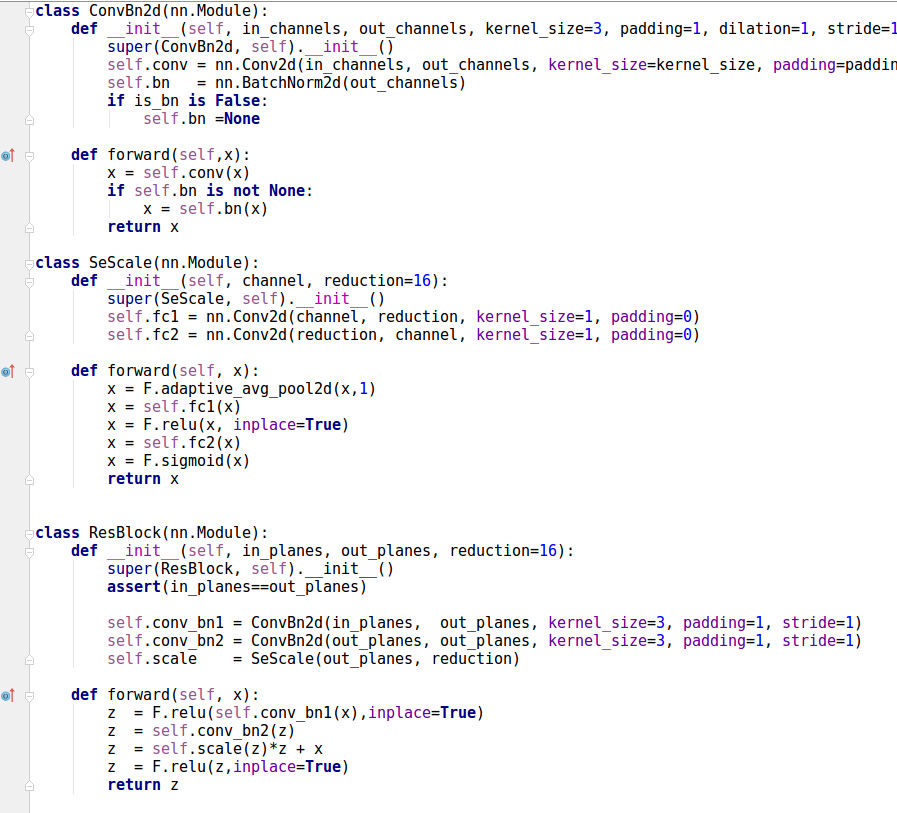 class ConvBn2d(nn.Module):
    def __init__(self, in_channels, out_channels, kernel_size=3, padding=1, dilation=1, stride=1
        super(ConvBn2d, self).__init__()
        self.conv = nn.Conv2d(in_channels, out_channels, kernel_size=kernel_size, padding=paddin
        self.bn   = nn.BatchNorm2d(out_channels)
        if is_bn is False:
            self.bn =None

    def forward(self,x):
        x = self.conv(x)
        if self.bn is not None:
            x = self.bn(x)
        return x

class SeScale(nn.Module):
    def __init__(self, channel, reduction=16):
        super(SeScale, self).__init__()
        self.fc1 = nn.Conv2d(channel, reduction, kernel_size=1, padding=0)
        self.fc2 = nn.Conv2d(reduction, channel, kernel_size=1, padding=0)

    def forward(self, x):
        x = F.adaptive_avg_pool2d(x,1)
        x = self.fc1(x)
        x = F.relu(x, inplace=True)
        x = self.fc2(x)
        x = F.sigmoid(x)
        return x


class ResBlock(nn.Module):
    def __init__(self, in_planes, out_planes, reduction=16):
        super(ResBlock, self).__init__()
        assert(in_planes==out_planes)

        self.conv_bn1 = ConvBn2d(in_planes,  out_planes, kernel_size=3, padding=1, stride=1)
        self.conv_bn2 = ConvBn2d(out_planes, out_planes, kernel_size=3, padding=1, stride=1)
        self.scale    = SeScale(out_planes, reduction)

    def forward(self, x):
        z  = F.relu(self.conv_bn1(x),inplace=True)
        z  = self.conv_bn2(z)
        z  = self.scale(z)*z + x
        z  = F.relu(z,inplace=True)
        return z